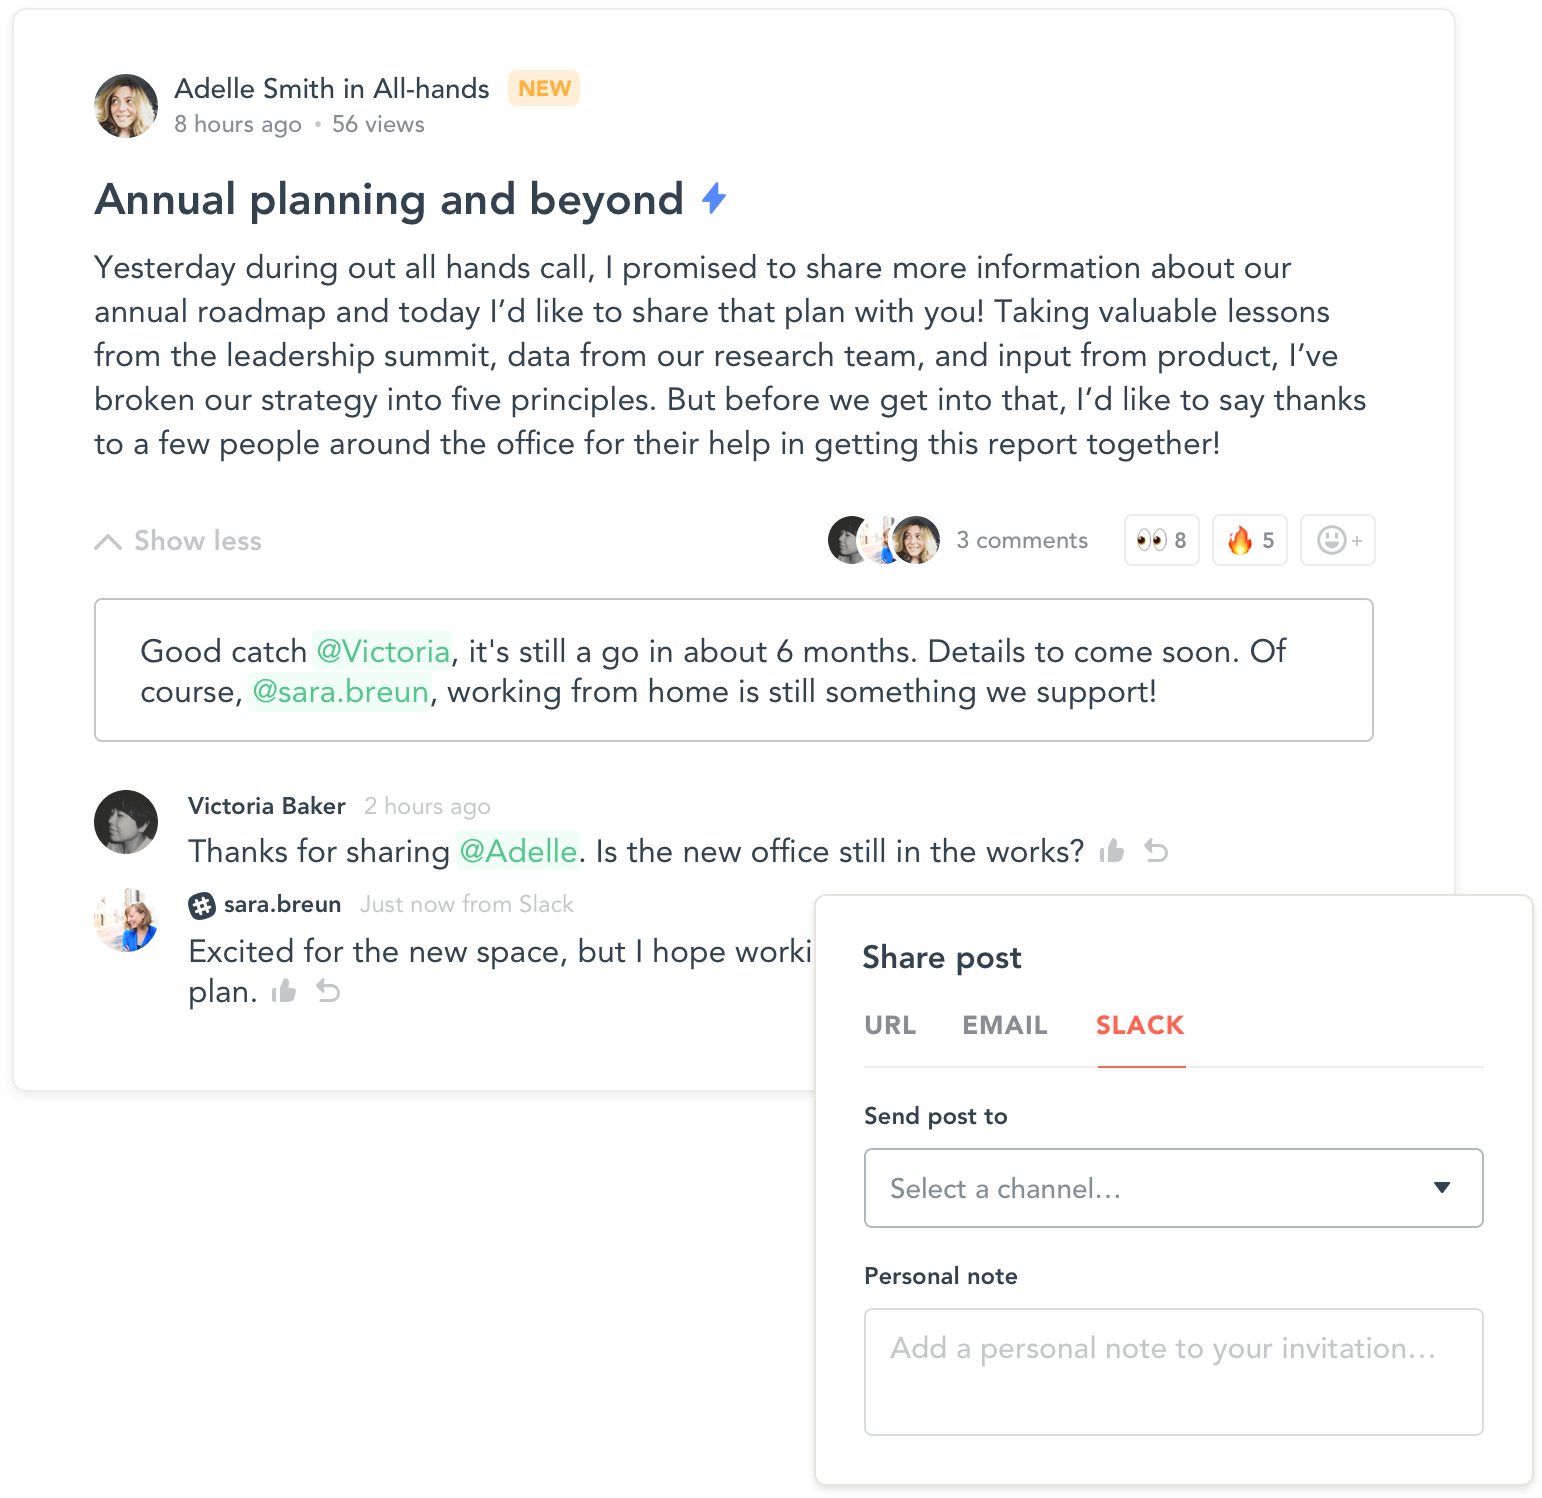 Adelle Smith in All-hands NEW
8 hours ago • 56 views
Annual planning and beyond
Yesterday during out all hands call, I promised to share more information about our
annual roadmap and today I’d like to share that plan with you! Taking valuable lessons
from the leadership summit, data from our research team, and input from product, I’ve
broken our strategy into five principles. But before we get into that, I’d like to say thanks
to a few people around the office for their help in getting this report together!
Show less
3 comments
8
5
+
Good catch @Victoria, it's still a go in about 6 months. Details to come soon. Of
course, @sara.breun, working from home is still something we support!
Victoria Baker 2 hours ago
Thanks for sharing @Adelle. Is the new office still in the works?
sara.breun Just now from Slack
Excited for the new space, but I hope worki
plan.
Share post
URL EMAIL SLACK
Send post to
Select a channel…
Personal note
Add a personal note to your invitation…